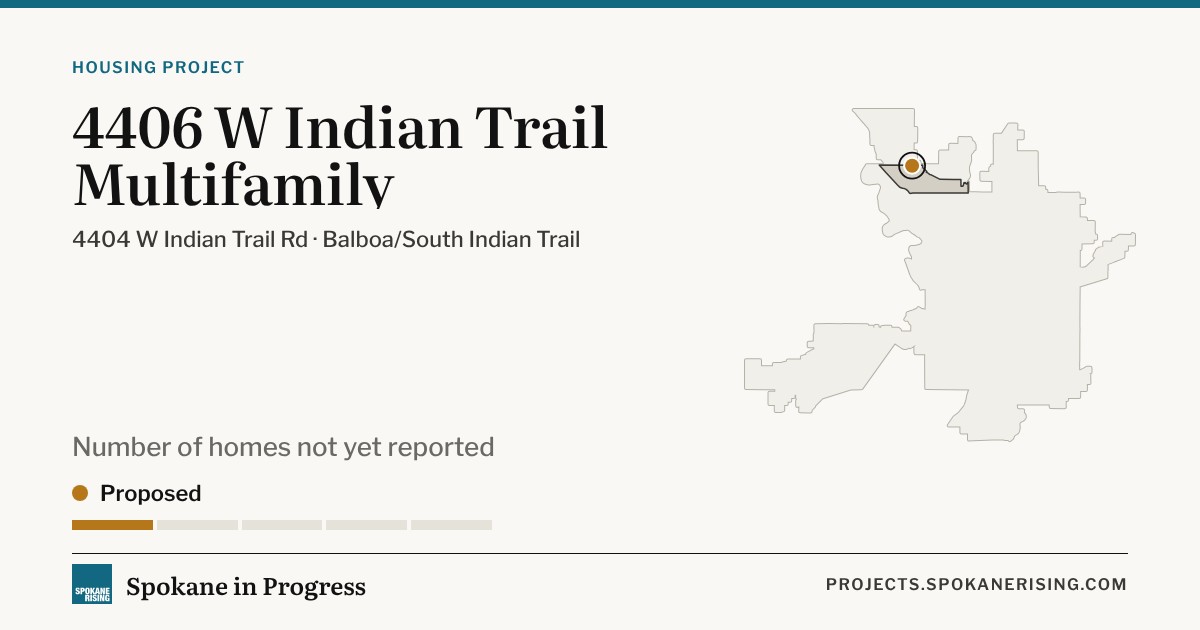 HOUSING PROJECT
4406 W Indian Trail
Multifamily
4404 W Indian Trail Rd · Balboa/South Indian Trail
Number of homes not yet reported
Proposed
SPOKANE
RISING
Spokane in Progress
PROJECTS.SPOKANERISING.COM